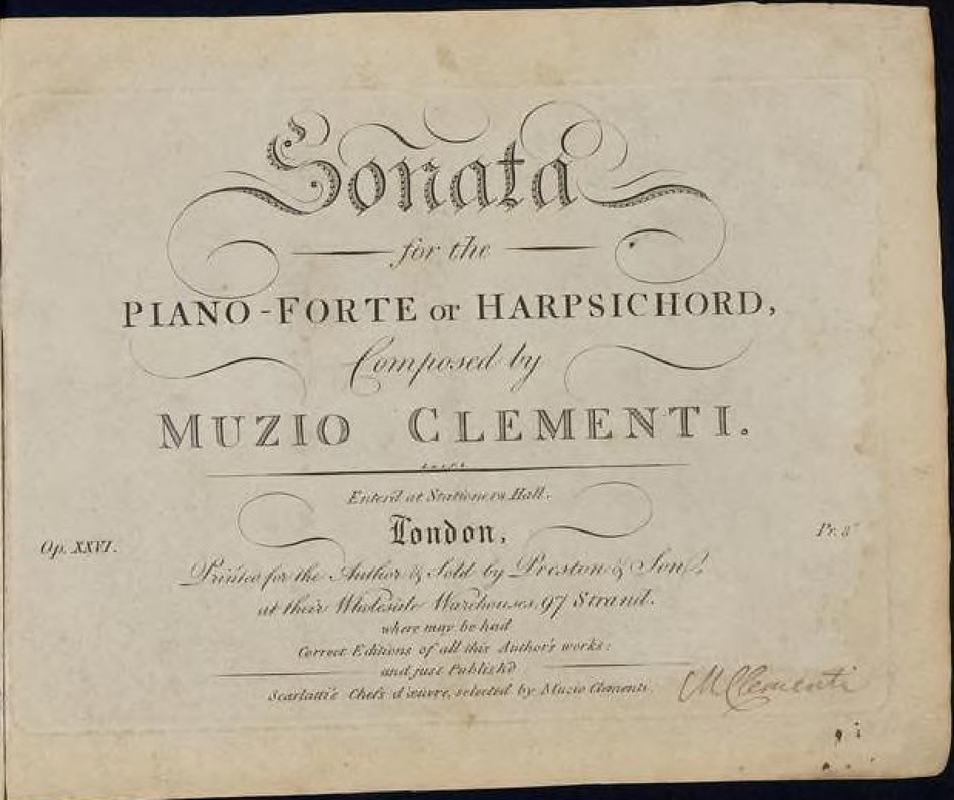 Sonata
for the
PIANO-FORTE or HARPSICHORD,
Composed by
MUZIO CLEMENTI.
Enter'd at Stationers Hall.
London,
Op. XXVI.
Pr. 3s
Printed for the Author & Sold by Preston & Son,
at their Wholesale Warehouses, 97 Strand.
where may be had
Correct Editions of all this Author's works:
and just Publish'd
Scarlatti's Chefs d'œuvre, selected by Muzio Clementi.
M Clementi